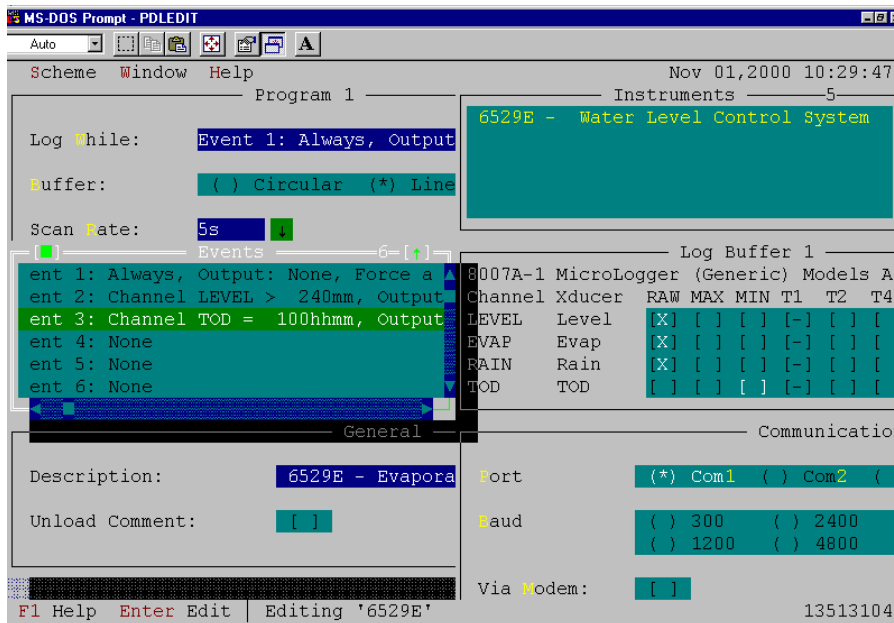 MS-DOS Prompt - PDLEDIT
Auto
A
Scheme Window Help
Nov 01,2000 10:29:47
Program 1
Log While: Event 1: Always, Output
Buffer: ( ) Circular (*) Line
Scan Rate: 5s ↓
Instruments 5
6529E - Water Level Control System
[■] Events 6=[↑]
ent 1: Always, Output: None, Force a
ent 2: Channel LEVEL > 240mm, Output
ent 3: Channel TOD = 100hhmm, Output
ent 4: None
ent 5: None
ent 6: None
Log Buffer 1
8007A-1 MicroLogger (Generic) Models A
Channel Xducer RAW MAX MIN T1 T2 T4
LEVEL Level [X] [ ] [ ] [-] [ ] [
EVAP Evap [X] [ ] [ ] [-] [ ] [
RAIN Rain [X] [ ] [ ] [-] [ ] [
TOD TOD [ ] [ ] [ ] [-] [ ] [
General
Description: 6529E - Evapora
Unload Comment: [ ]
Communicatio
Port (*) Com1 ( ) Com2 (
Baud ( ) 300 ( ) 2400
( ) 1200 ( ) 4800
Via Modem: [ ]
F1 Help Enter Edit │ Editing '6529E' 13513104